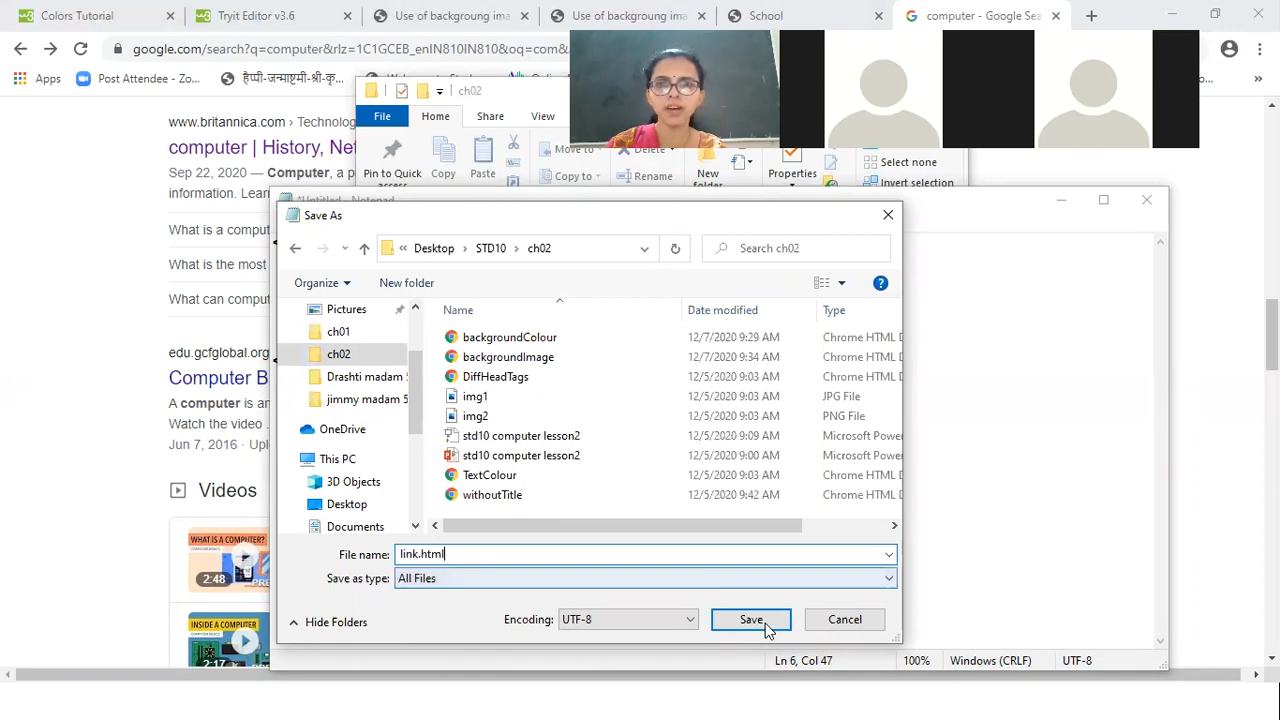 Colors Tutorial
Tryit Editor v3.6
Use of backgroung ima
Use of backgroung ima
School
computer - Google Sea
google.com/search?q=computer&rlz=1C1GCEB_enIN810IN810&oq=com
Apps
Post Attendee - Zo...
हैप्पी-जन्माष्टमी-श्री-कृ...
ch02
File
Home
Share
View
www.britannica.com › Technolog
computer | History, Net
Sep 22, 2020 — Computer, a p
information. Learn
What is a comput
What is the most
What can comput
Pin to Quick access
Copy
Paste
Move to
Copy to
Delete
Rename
New folder
Properties
Select none
Invert selection
*Untitled - Notepad
Save As
Desktop › STD10 › ch02
Search ch02
Organize
New folder
?
Pictures
ch01
ch02
Drashti madam 5
jimmy madam 5
OneDrive
This PC
3D Objects
Desktop
Documents
Name Date modified Type
backgroundColour 12/7/2020 9:29 AM Chrome HTML D
backgroundImage 12/7/2020 9:34 AM Chrome HTML D
DiffHeadTags 12/5/2020 9:03 AM Chrome HTML D
img1 12/5/2020 9:03 AM JPG File
img2 12/5/2020 9:03 AM PNG File
std10 computer lesson2 12/5/2020 9:09 AM Microsoft Power
std10 computer lesson2 12/5/2020 9:00 AM Microsoft Power
TextColour 12/5/2020 9:03 AM Chrome HTML D
withoutTitle 12/5/2020 9:42 AM Chrome HTML D
File name: link.html
Save as type: All Files
Hide Folders
Encoding: UTF-8
Save
Cancel
edu.gcfglobal.org
Computer B
A computer is an
Watch the video
Jun 7, 2016 · Upl
Videos
WHAT IS A COMPUTER?
2:48
INSIDE A COMPUTER
2:17
Ln 6, Col 47
100%
Windows (CRLF)
UTF-8